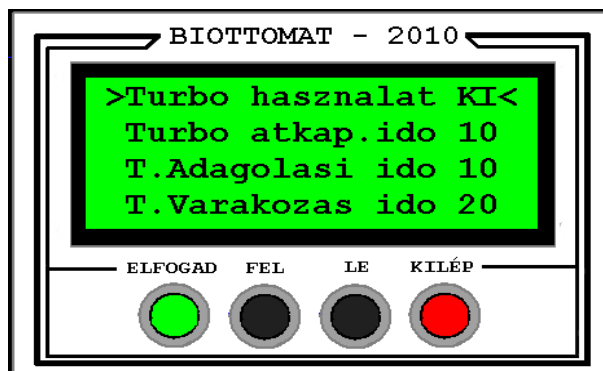 BIOTTOMAT - 2010
>Turbo hasznalat KI<
Turbo atkap.ido 10
T.Adagolasi ido 10
T.Varakozas ido 20
ELFOGAD FEL LE KILÉP